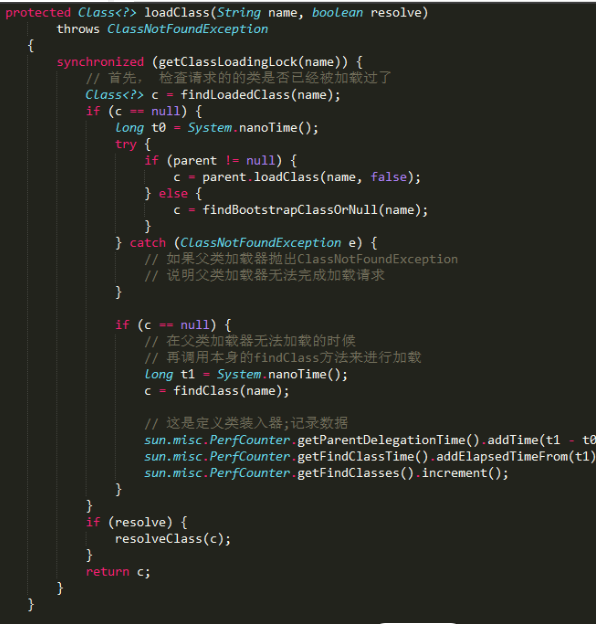 protected Class<?> loadClass(String name, boolean resolve)
throws ClassNotFoundException
{
synchronized (getClassLoadingLock(name)) {
// 首先， 检查请求的的类是否已经被加载过了
Class<?> c = findLoadedClass(name);
if (c == null) {
long t0 = System.nanoTime();
try {
if (parent != null) {
c = parent.loadClass(name, false);
} else {
c = findBootstrapClassOrNull(name);
}
} catch (ClassNotFoundException e) {
// 如果父类加载器抛出ClassNotFoundException
// 说明父类加载器无法完成加载请求
}
if (c == null) {
// 在父类加载器无法加载的时候
// 再调用本身的findClass方法来进行加载
long t1 = System.nanoTime();
c = findClass(name);
// 这是定义类装入器;记录数据
sun.misc.PerfCounter.getParentDelegationTime().addTime(t1 - t0
sun.misc.PerfCounter.getFindClassTime().addElapsedTimeFrom(t1)
sun.misc.PerfCounter.getFindClasses().increment();
}
}
if (resolve) {
resolveClass(c);
}
return c;
}
}